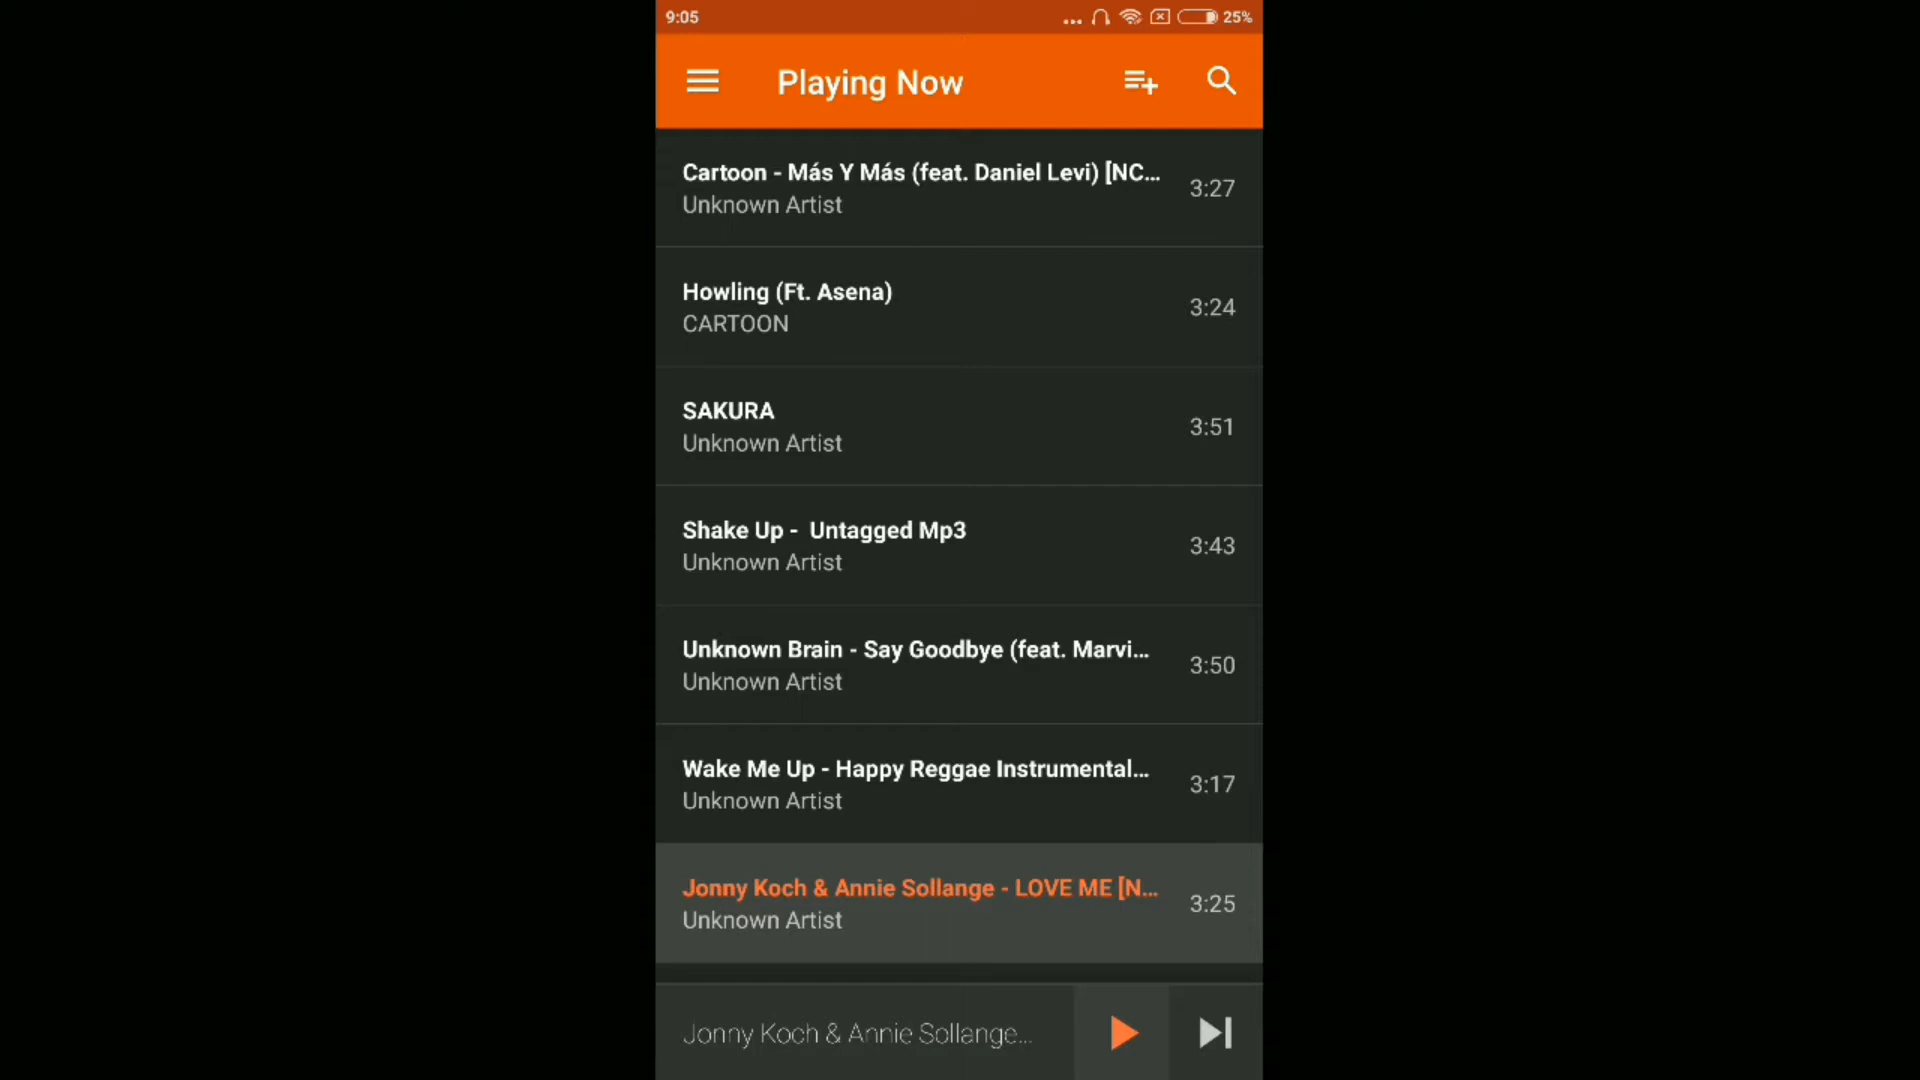 9:05
25%
Playing Now
Cartoon - Más Y Más (feat. Daniel Levi) [NC...
3:27
Unknown Artist
Howling (Ft. Asena)
3:24
CARTOON
SAKURA
3:51
Unknown Artist
Shake Up -  Untagged Mp3
3:43
Unknown Artist
Unknown Brain - Say Goodbye (feat. Marvi...
3:50
Unknown Artist
Wake Me Up - Happy Reggae Instrumental...
3:17
Unknown Artist
Jonny Koch & Annie Sollange - LOVE ME [N...
3:25
Unknown Artist
Jonny Koch & Annie Sollange...